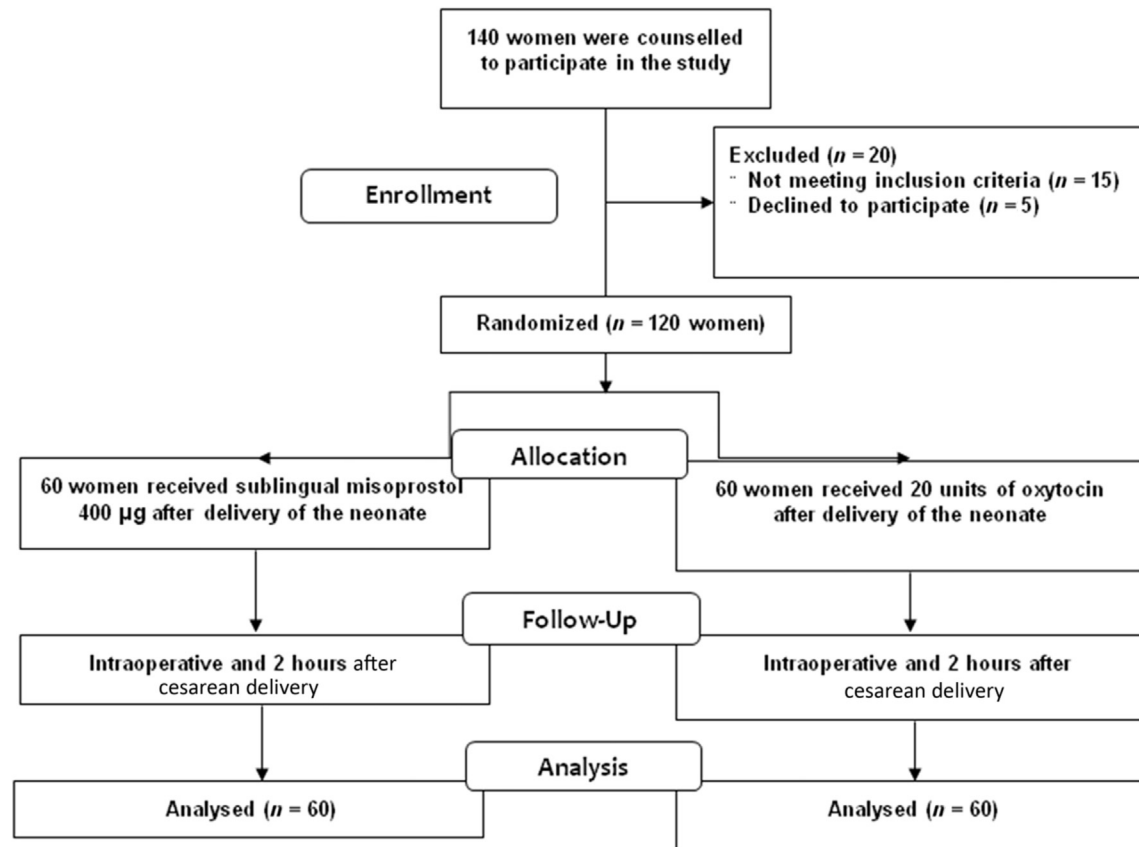 140 women were counselled
to participate in the study
Excluded (n = 20)
¨ Not meeting inclusion criteria (n = 15)
¨ Declined to participate (n = 5)
Enrollment
Randomized (n = 120 women)
Allocation
60 women received sublingual misoprostol
400 µg after delivery of the neonate
60 women received 20 units of oxytocin
after delivery of the neonate
Follow-Up
Intraoperative and 2 hours after
cesarean delivery
Intraoperative and 2 hours after
cesarean delivery
Analysis
Analysed (n = 60)
Analysed (n = 60)